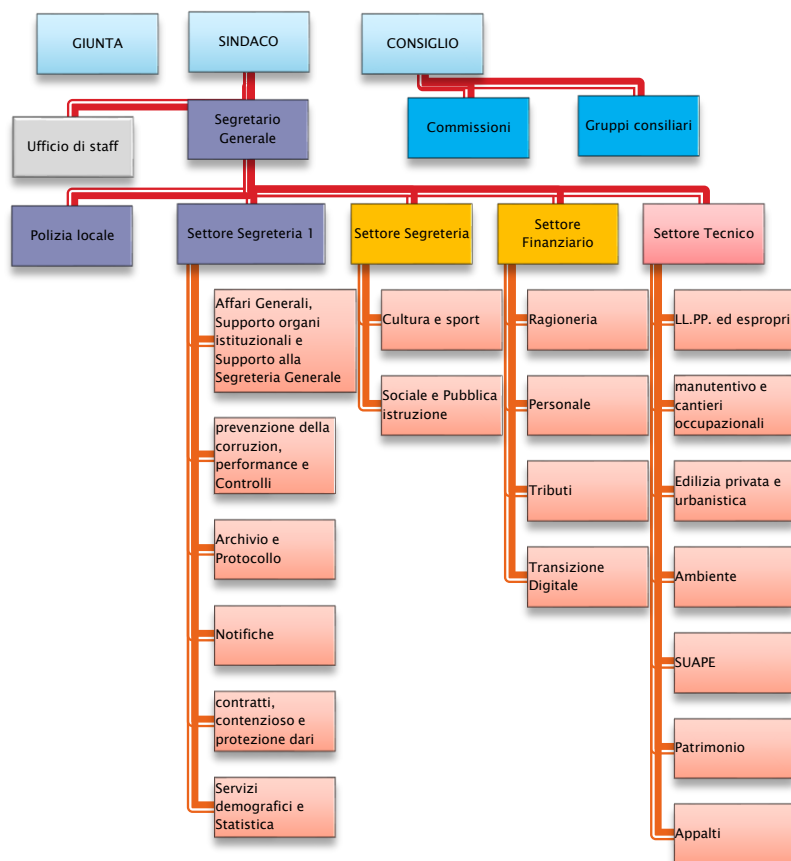 GIUNTA
SINDACO
CONSIGLIO
Ufficio di staff
Segretario
Generale
Commissioni
Gruppi consiliari
Polizia locale
Settore Segreteria 1
Settore Segreteria
Settore
Finanziario
Settore Tecnico
Affari Generali,
Supporto organi
istituzionali e
Supporto alla
Segreteria Generale
prevenzione della
corruzion,
performance e
Controlli
Archivio e
Protocollo
Notifiche
contratti,
contenzioso e
protezione dari
Servizi
demografici e
Statistica
Cultura e sport
Sociale e Pubblica
istruzione
Ragioneria
Personale
Tributi
Transizione
Digitale
LL.PP. ed espropri
manutentivo e
cantieri
occupazionali
Edilizia privata e
urbanistica
Ambiente
SUAPE
Patrimonio
Appalti